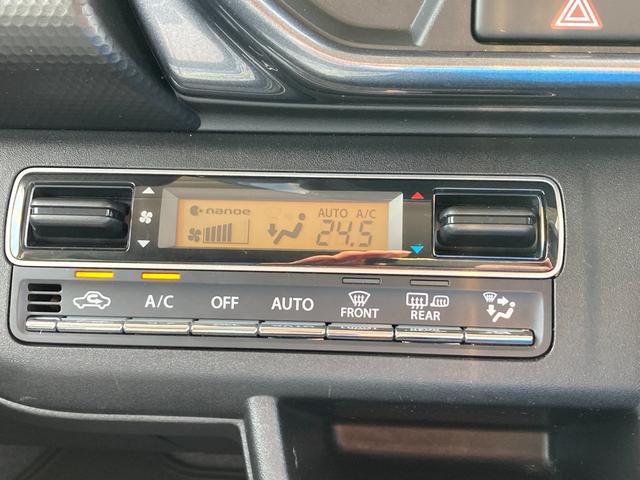 nanoe
AUTO A/C
24.5
A/C OFF AUTO FRONT REAR